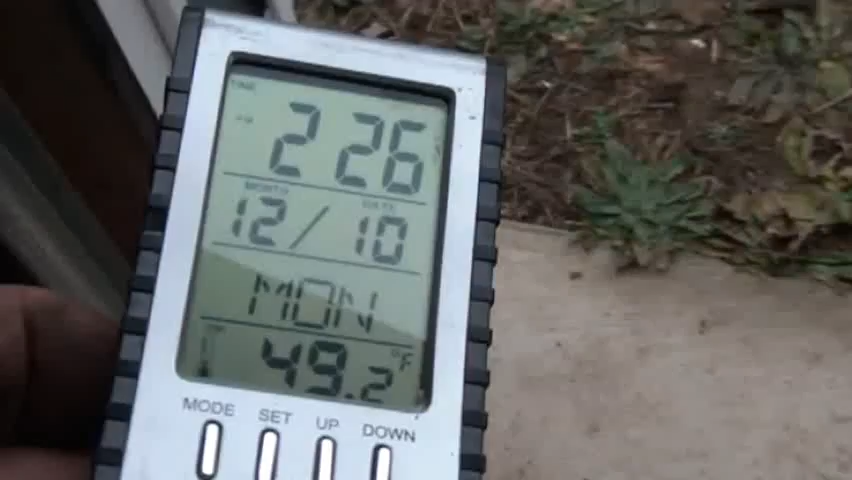 TIME
PM 2 26
MONTH DATE
12 / 10
MON
49.2 °F
MODE SET UP DOWN